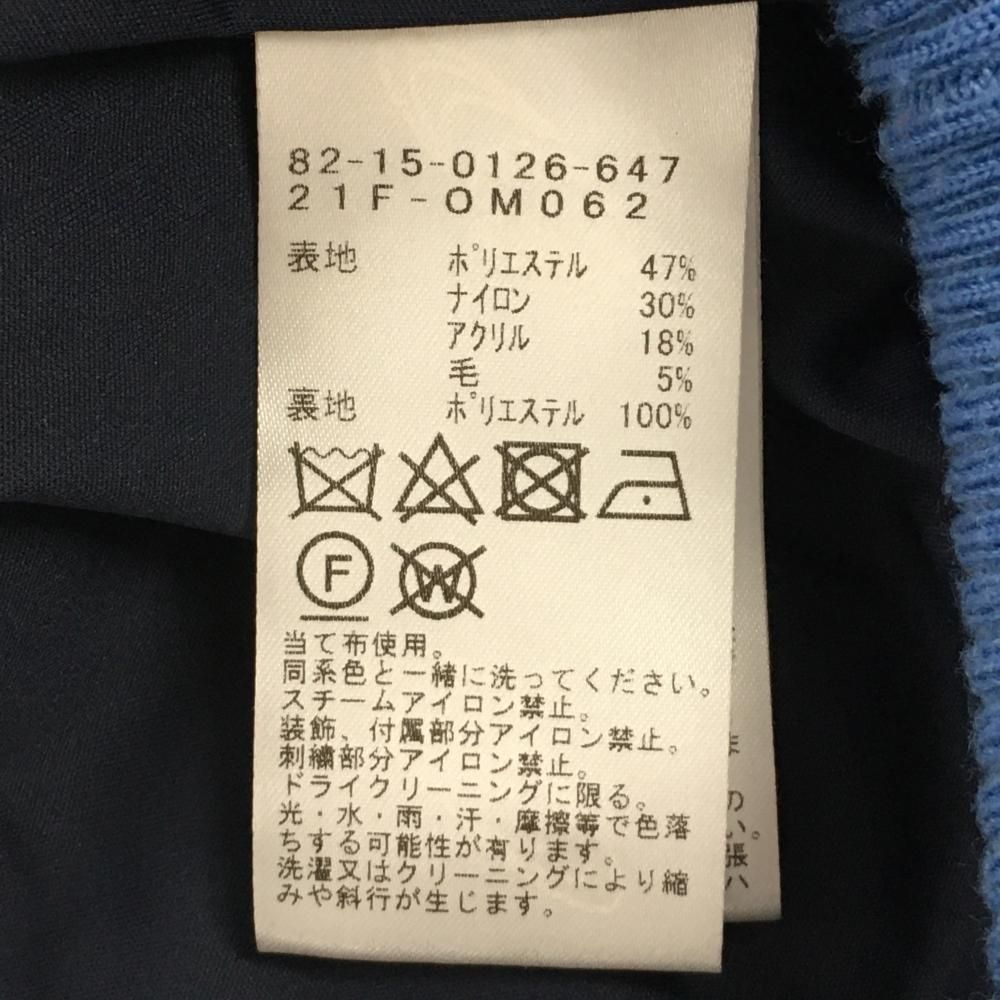 82-15-0126-647
21F-OM062
表地 ポリエステル 47%
ナイロン 30%
アクリル 18%
毛 5%
裏地 ポリエステル 100%
F W
当て布使用。
同系色と一緒に洗ってください。
スチームアイロン禁止。
装飾、付属部分アイロン禁止。
刺繍部分アイロン禁止。
ドライクリーニングに限る。
光・水・雨・汗・摩擦等で色落
ちする可能性が有ります。
洗濯又はクリーニングにより縮
みや斜行が生じます。
ま
の
い。
張
ハ